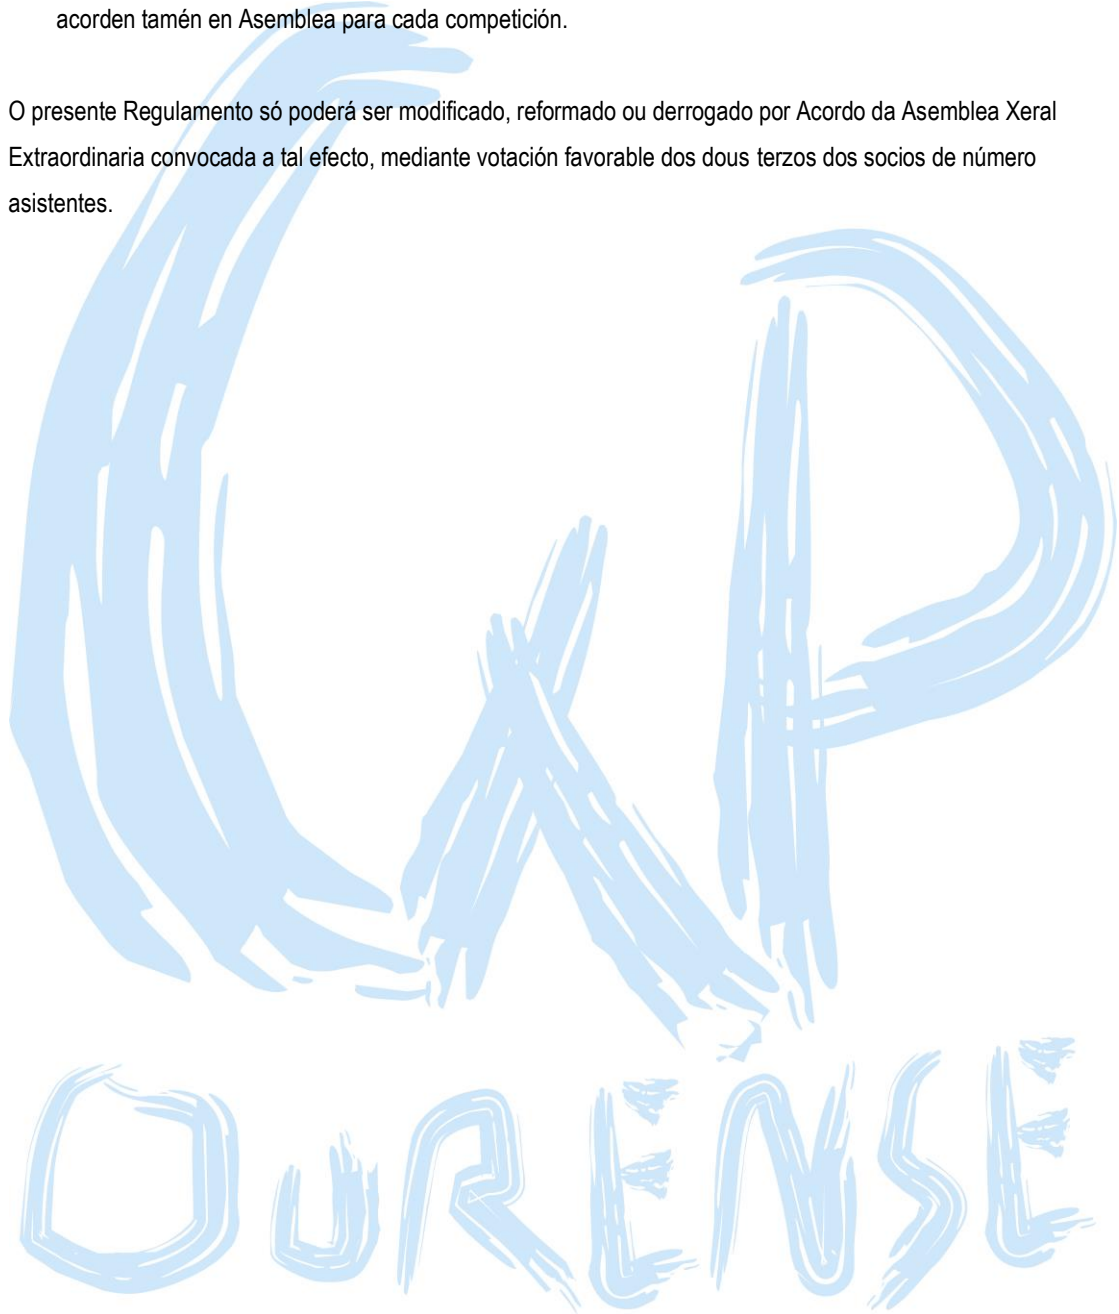 acorden tamén en Asemblea para cada competición.
O presente Regulamento só poderá ser modificado, reformado ou derrogado por Acordo da Asemblea Xeral
Extraordinaria convocada a tal efecto, mediante votación favorable dos dous terzos dos socios de número
asistentes.
OURENSE